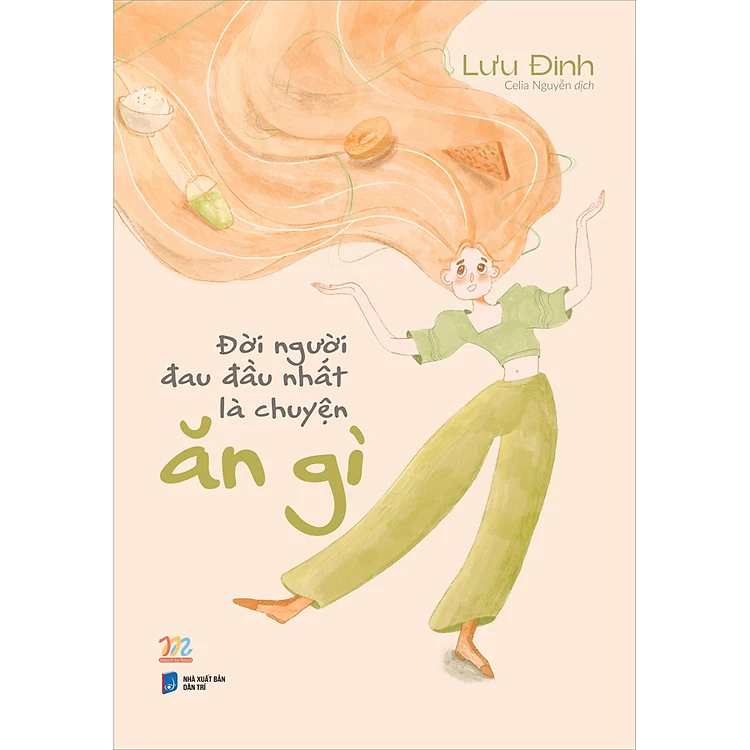 Lưu Đinh
Celia Nguyễn dịch
Đời người
đau đầu nhất
là chuyện
ăn gì
NHÀ XUẤT BẢN
DÂN TRÍ